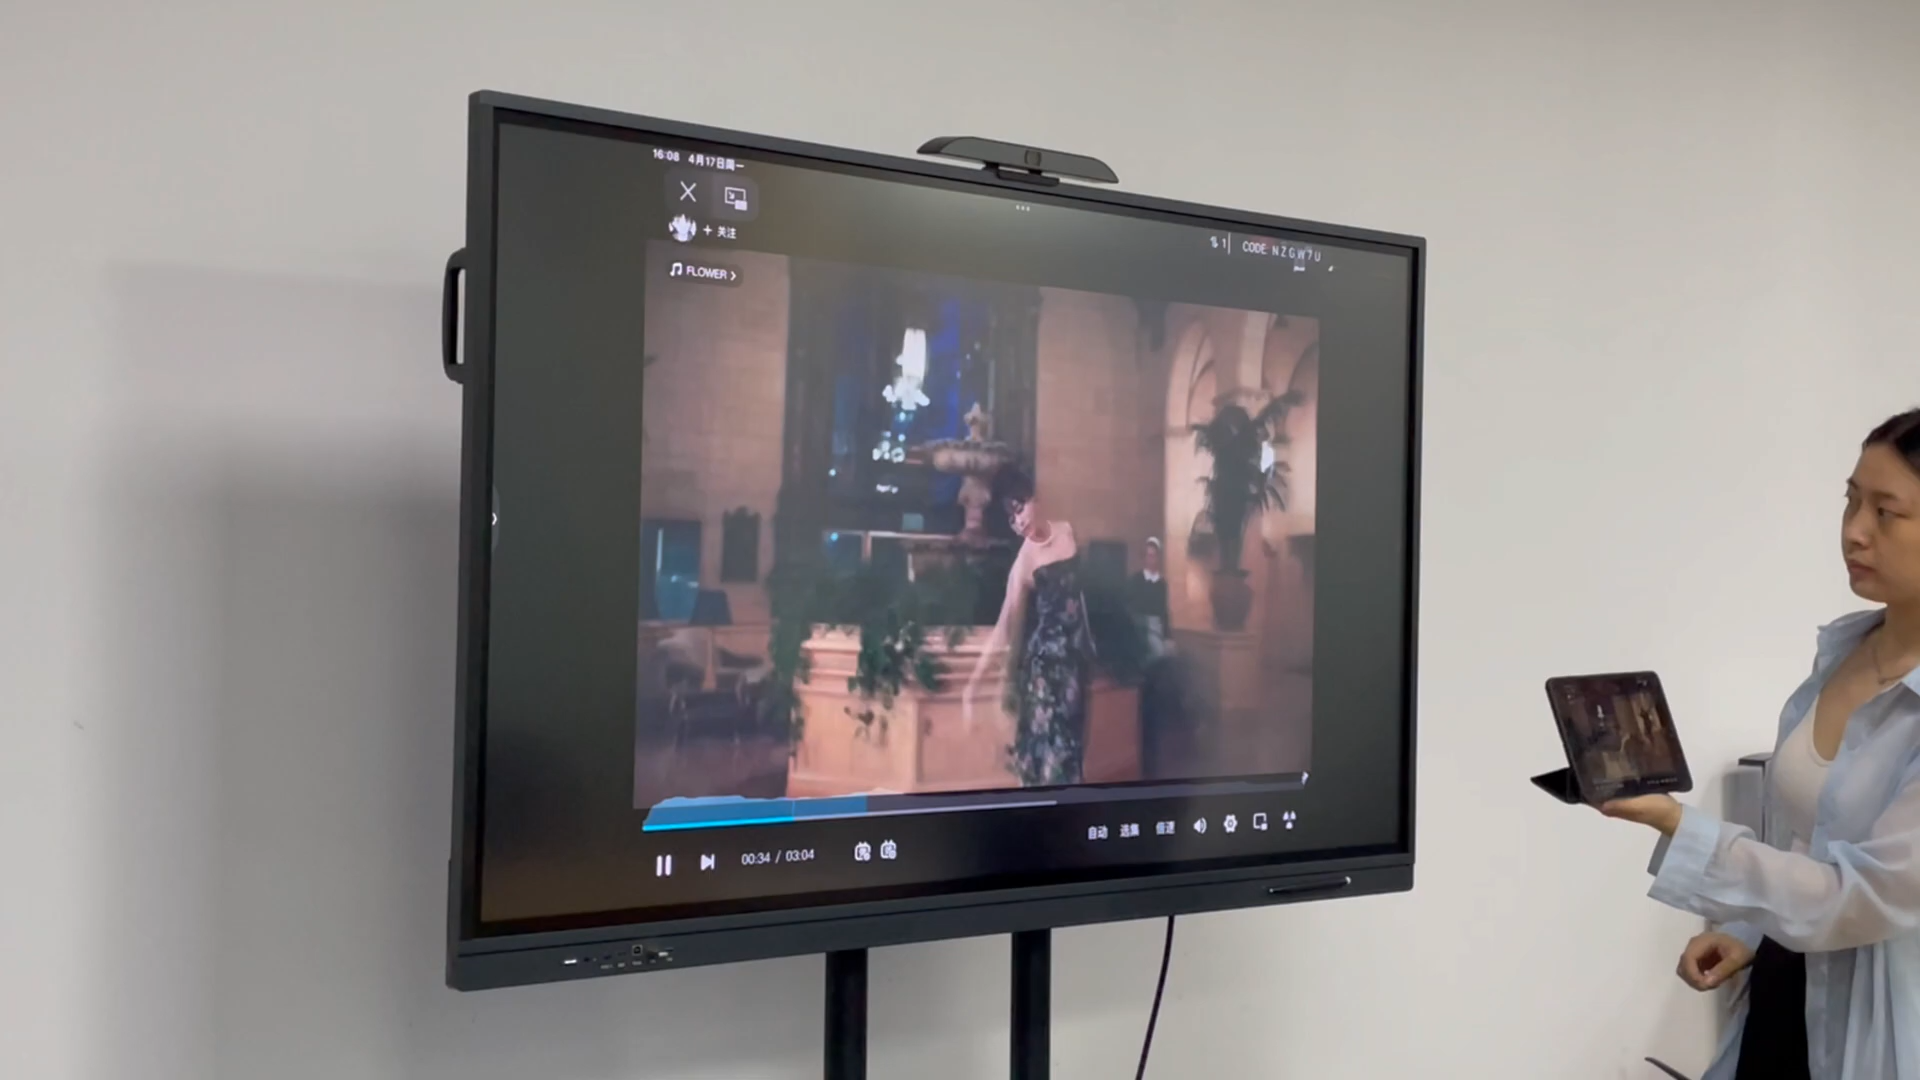 16:08 4月17日周一
+ 关注
1 CODE: NZGW7U
FLOWER >
自动 选集 倍速
00:34 / 03:04